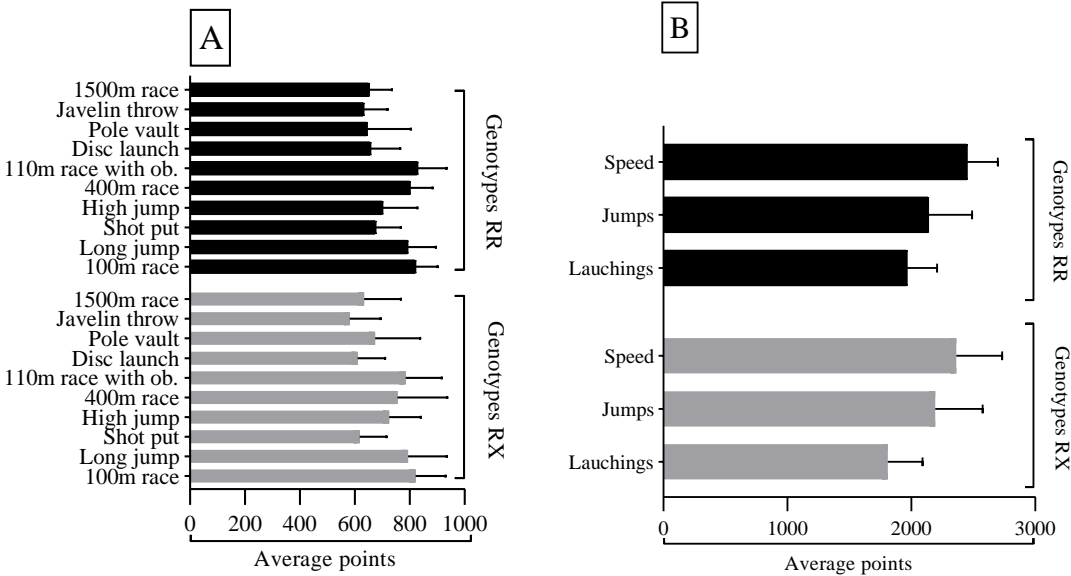 A
1500m race
Javelin throw
Pole vault
Disc launch
110m race with ob.
400m race
High jump
Shot put
Long jump
100m race
Genotypes RR
1500m race
Javelin throw
Pole vault
Disc launch
110m race with ob.
400m race
High jump
Shot put
Long jump
100m race
Genotypes RX
0 200 400 600 800 1000
Average points
B
Speed
Jumps
Lauchings
Genotypes RR
Speed
Jumps
Lauchings
Genotypes RX
0 1000 2000 3000
Average points